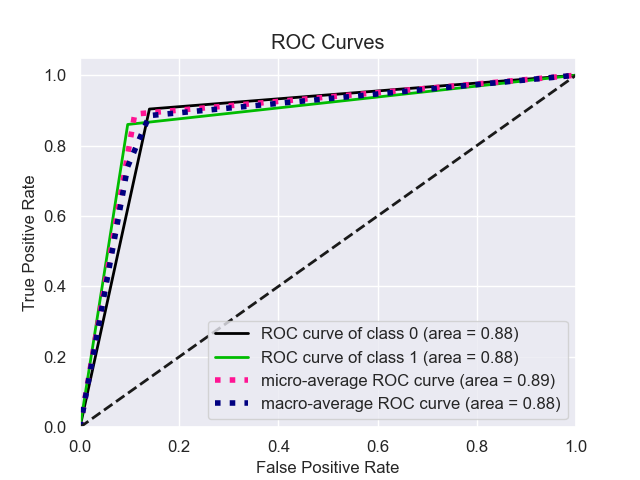 ROC Curves
True Positive Rate
1.0
0.8
0.6
0.4
0.2
0.0
ROC curve of class 0 (area = 0.88)
ROC curve of class 1 (area = 0.88)
micro-average ROC curve (area = 0.89)
macro-average ROC curve (area = 0.88)
0.0 0.2 0.4 0.6 0.8 1.0
False Positive Rate